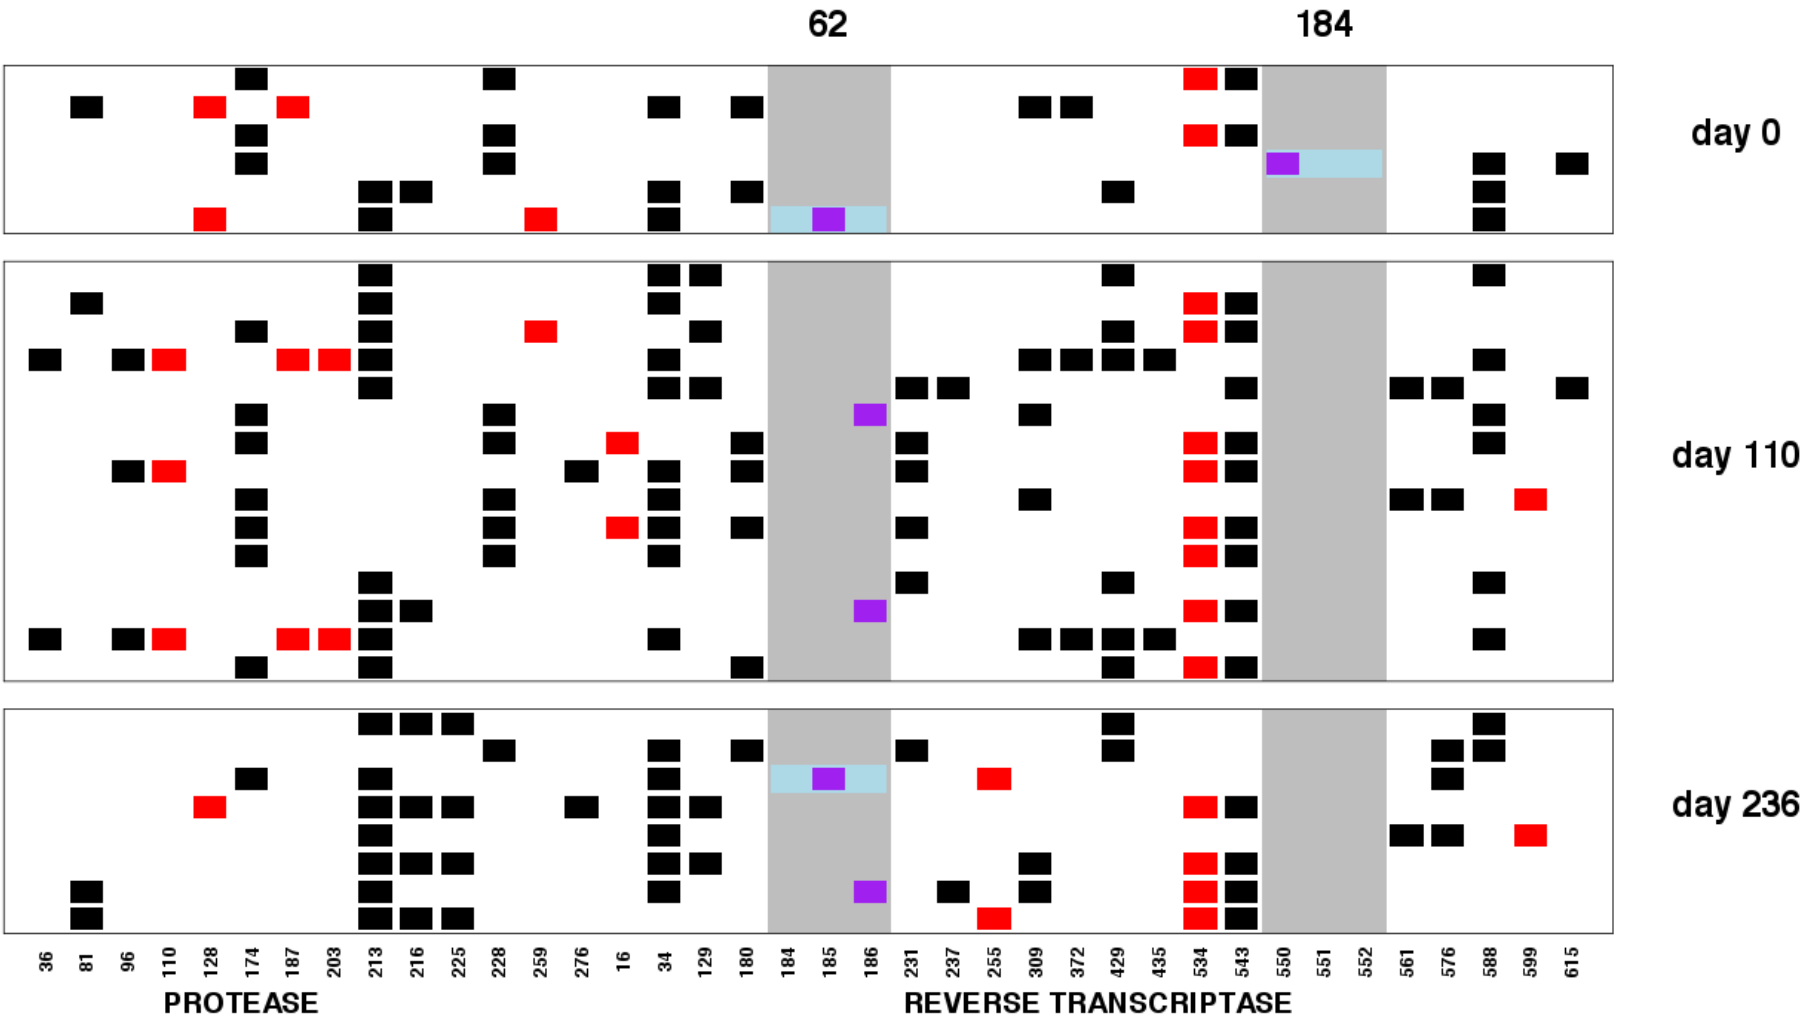 62 184
day 0
day 110
day 236
36 81 96 110 128 174 187 203 213 216 225 228 259 276 16 34 129 180 184 185 186 231 237 255 309 372 429 435 534 543 550 551 552 561 576 588 599 615
PROTEASE REVERSE TRANSCRIPTASE